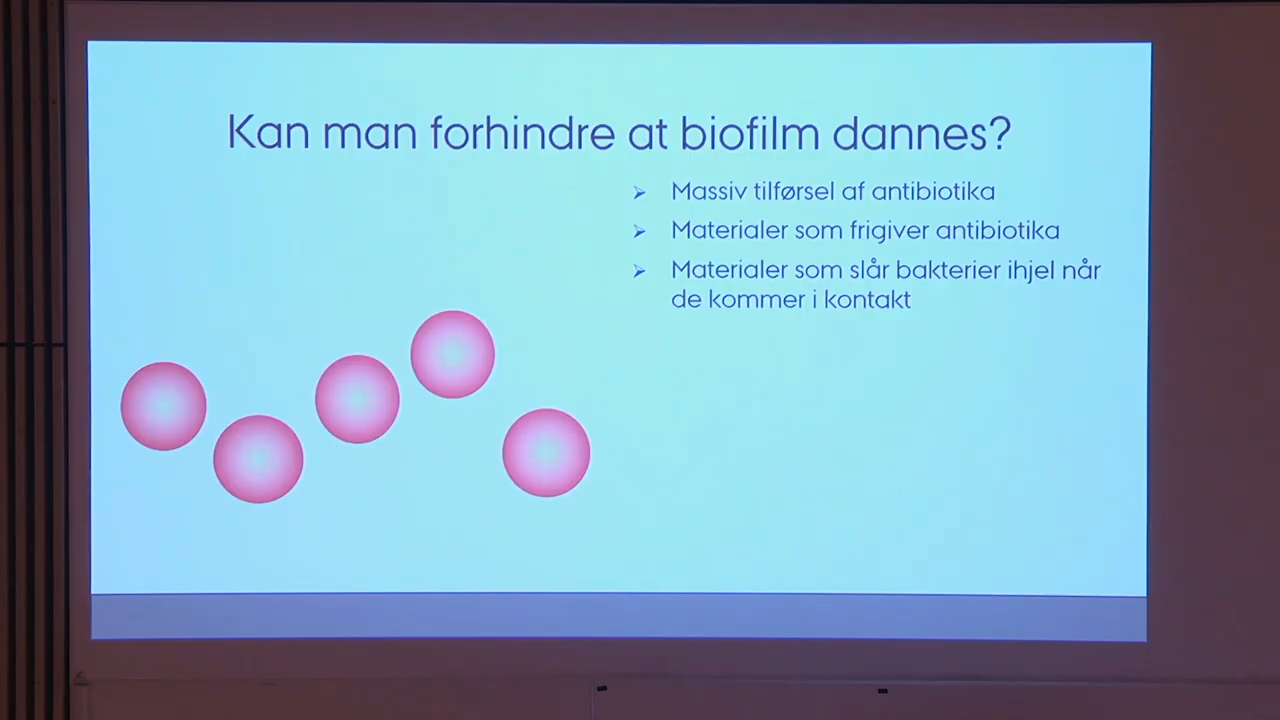 Kan man forhindre at biofilm dannes?
➢ Massiv tilførsel af antibiotika
➢ Materialer som frigiver antibiotika
➢ Materialer som slår bakterier ihjel når
de kommer i kontakt